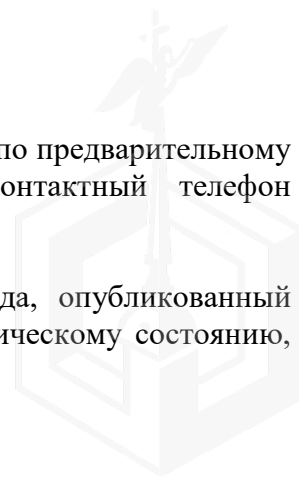 по предварительному
онтактный телефон
да, опубликованный
ическому состоянию,